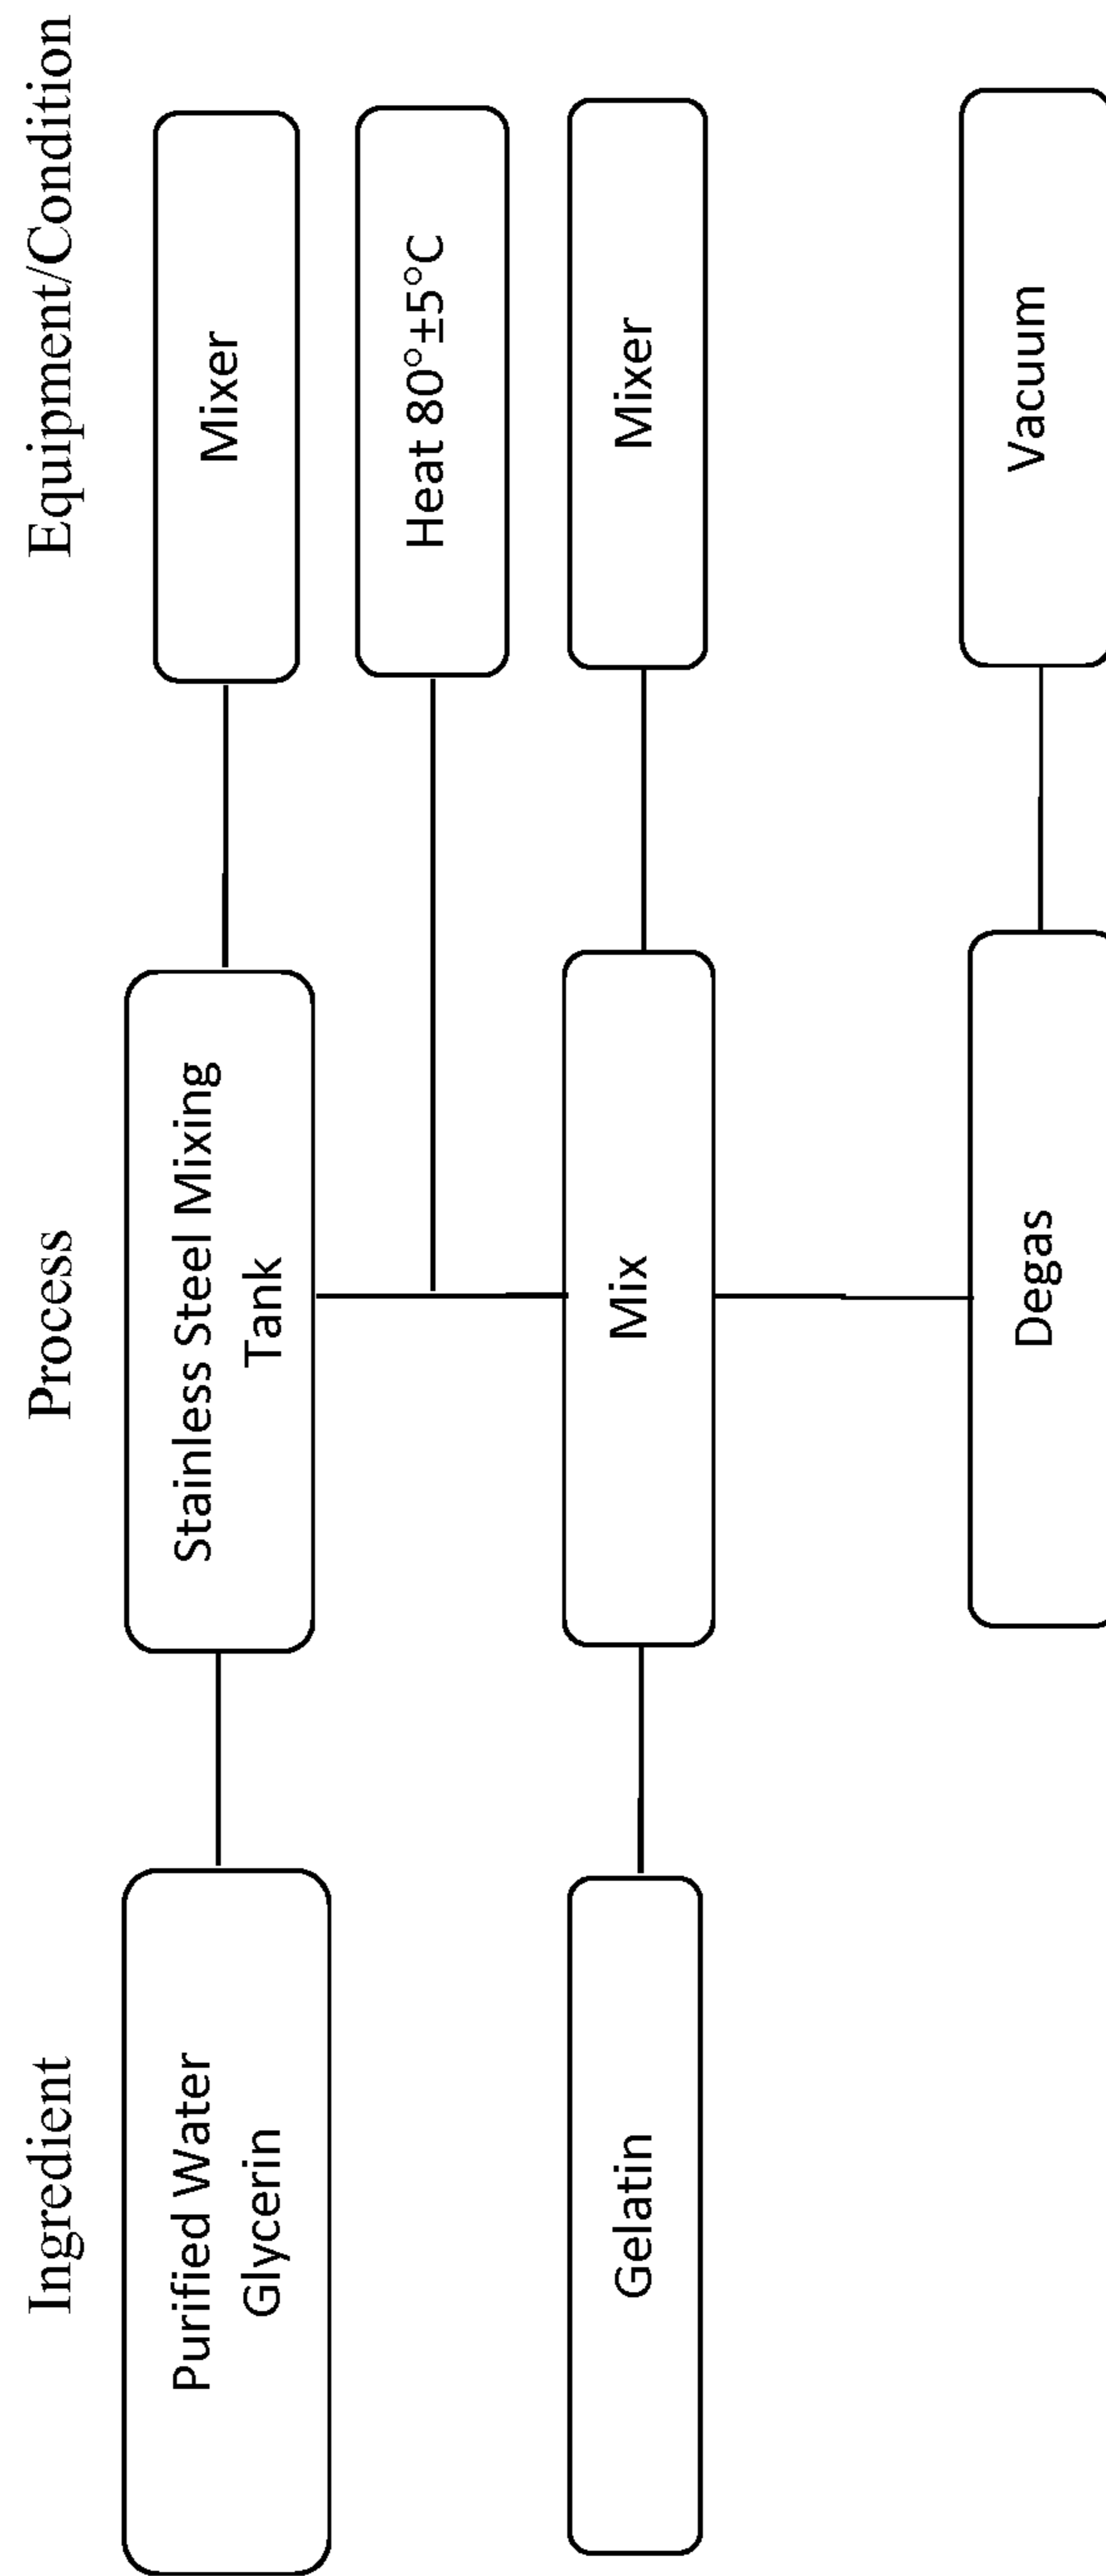 Ingredient
Process
Equipment/Condition
Purified Water
Glycerin
Stainless Steel Mixing
Tank
Mixer
Heat 80°±5°C
Gelatin
Mix
Mixer
Degas
Vacuum